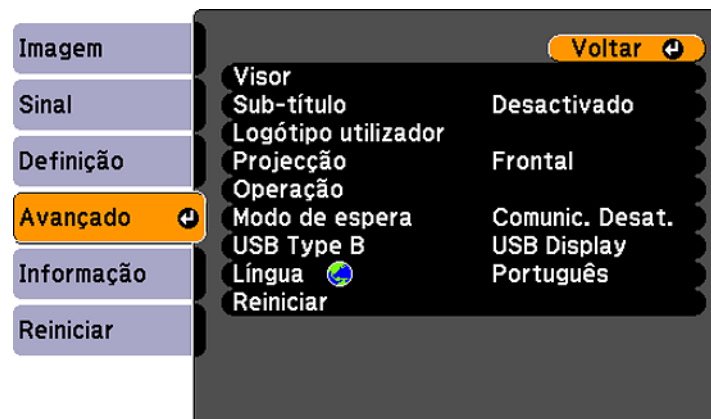 Imagem
Sinal
Definição
Avançado
Informação
Reiniciar
Voltar
Visor
Sub-título Desactivado
Logótipo utilizador
Projecção Frontal
Operação
Modo de espera Comunic. Desat.
USB Type B USB Display
Língua Português
Reiniciar